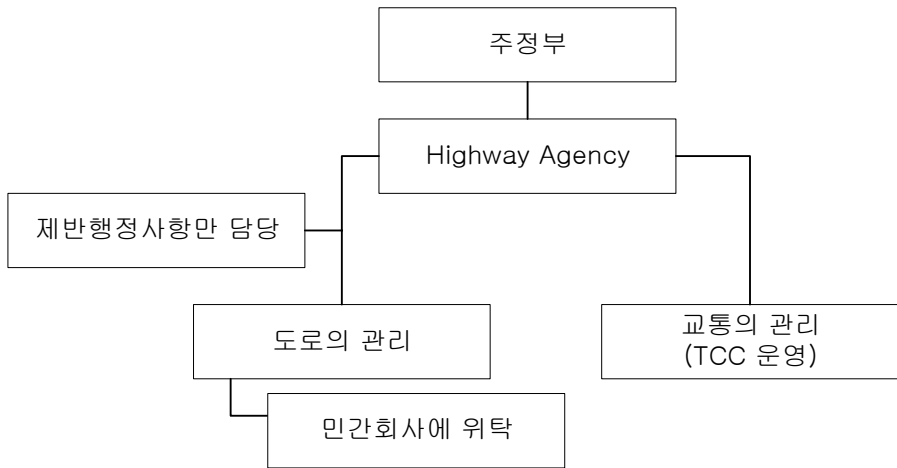 주정부
Highway Agency
제반행정사항만 담당
도로의 관리
교통의 관리
(TCC 운영)
민간회사에 위탁